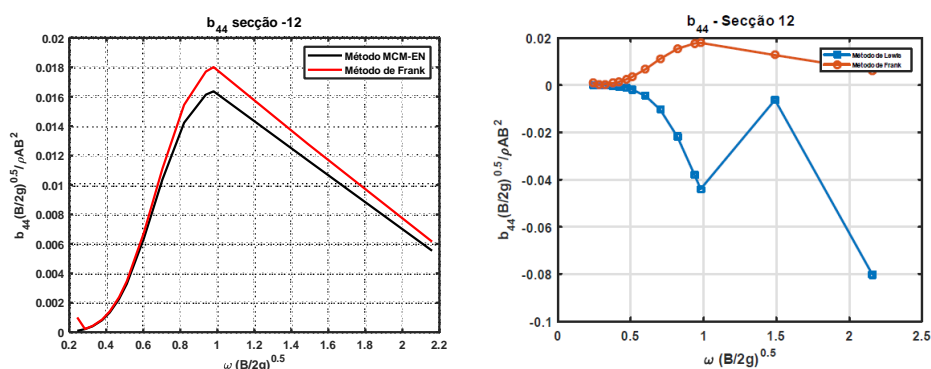 b44 secção -12
Método MCM-EN
Método de Frank
b44(B/2g)^0.5/ρAB^2
0.02
0.018
0.016
0.014
0.012
0.01
0.008
0.006
0.004
0.002
0
0.2 0.4 0.6 0.8 1 1.2 1.4 1.6 1.8 2 2.2
ω (B/2g)^0.5
b44 - Secção 12
Método de Lewis
Método de Frank
b44(B/2g)^0.5/ρAB^2
0.02
0
-0.02
-0.04
-0.06
-0.08
-0.1
0 0.5 1 1.5 2 2.5
ω (B/2g)^0.5